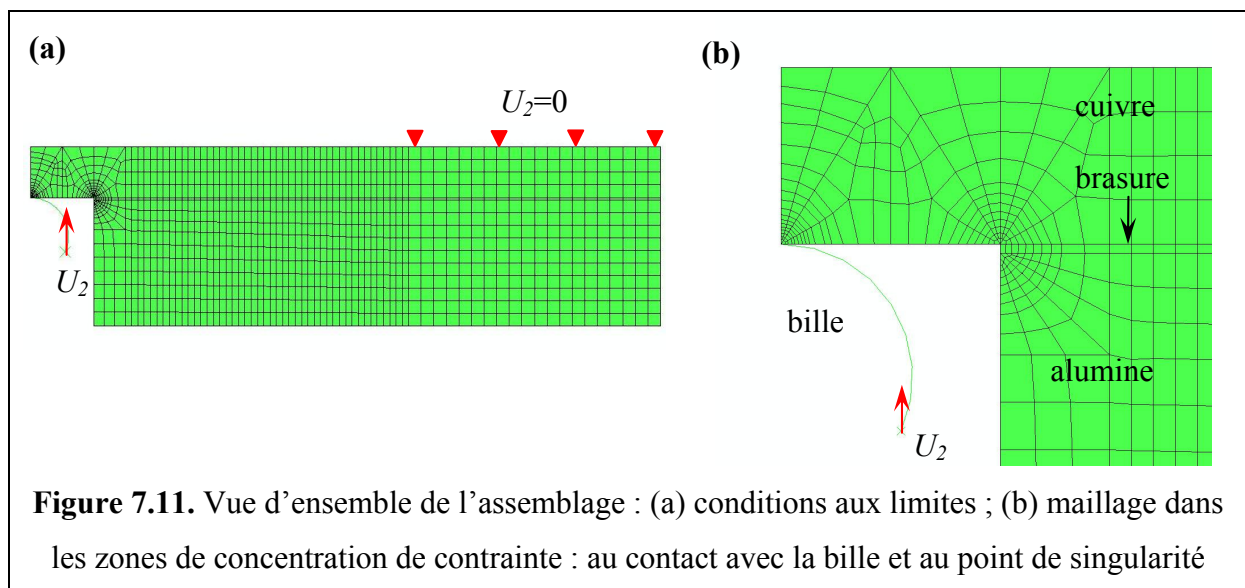 (a)
U2=0
U2
(b)
cuivre
brasure
bille
alumine
U2
Figure 7.11. Vue d’ensemble de l’assemblage : (a) conditions aux limites ; (b) maillage dans
les zones de concentration de contrainte : au contact avec la bille et au point de singularité